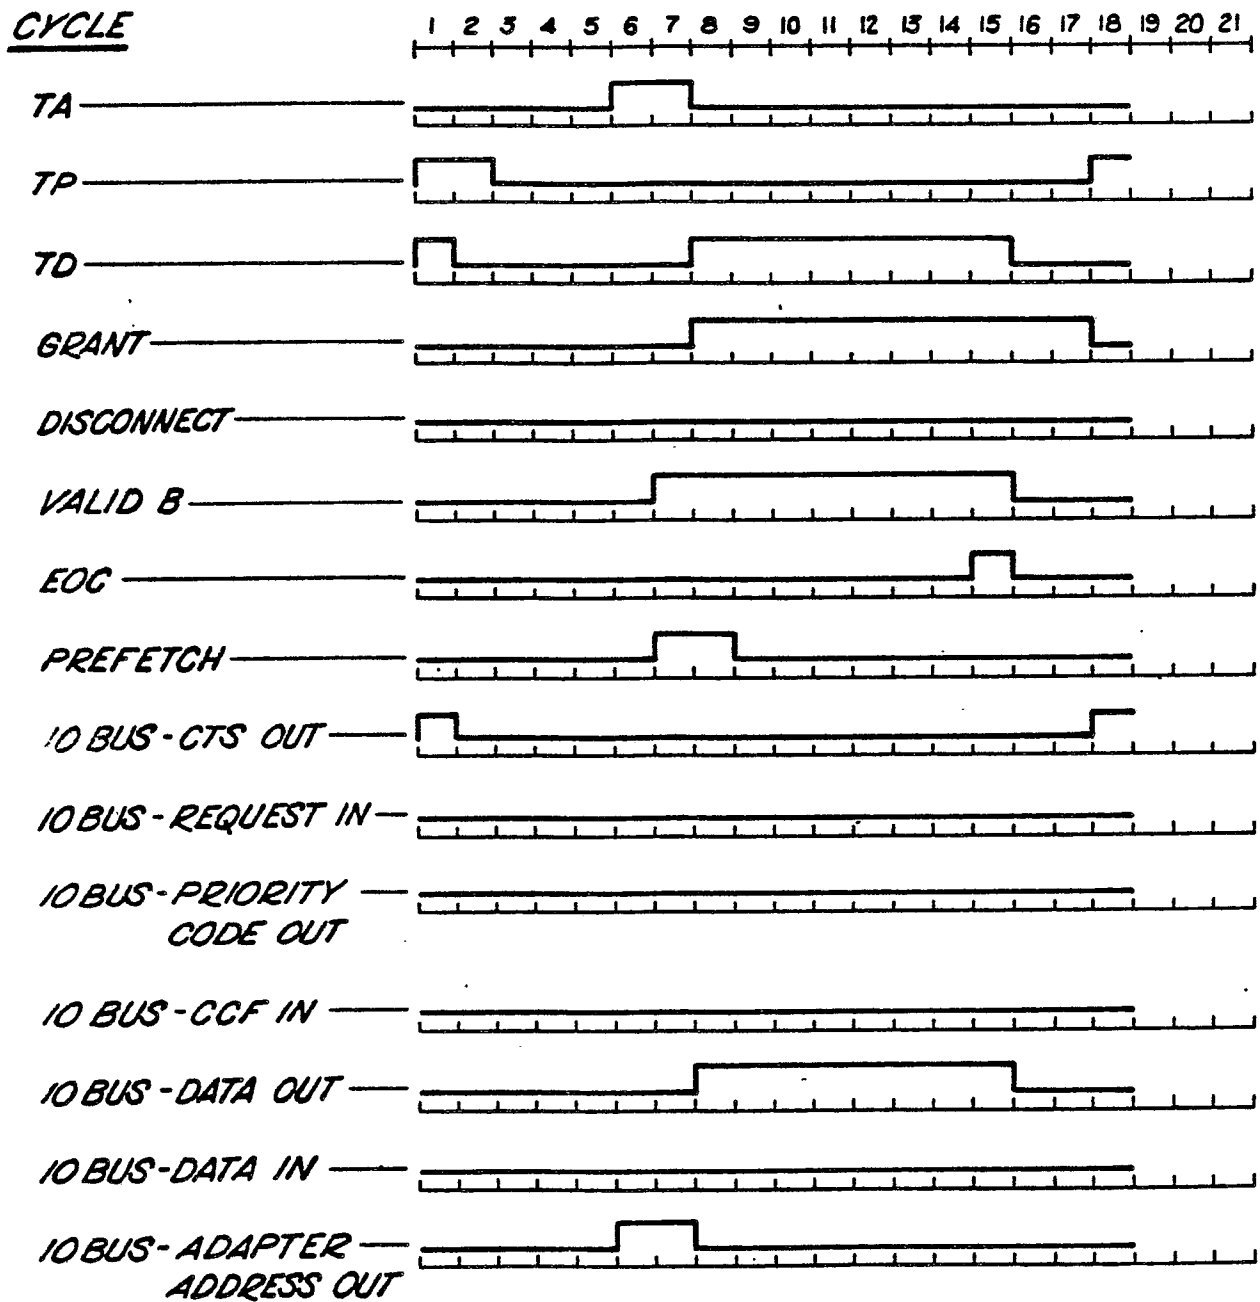 CYCLE
1 2 3 4 5 6 7 8 9 10 11 12 13 14 15 16 17 18 19 20 21
TA
TP
TD
GRANT
DISCONNECT
VALID B
EOC
PREFETCH
IO BUS-CTS OUT
IO BUS-REQUEST IN
IO BUS-PRIORITY
CODE OUT
IO BUS-CCF IN
IO BUS-DATA OUT
IO BUS-DATA IN
IO BUS-ADAPTER
ADDRESS OUT